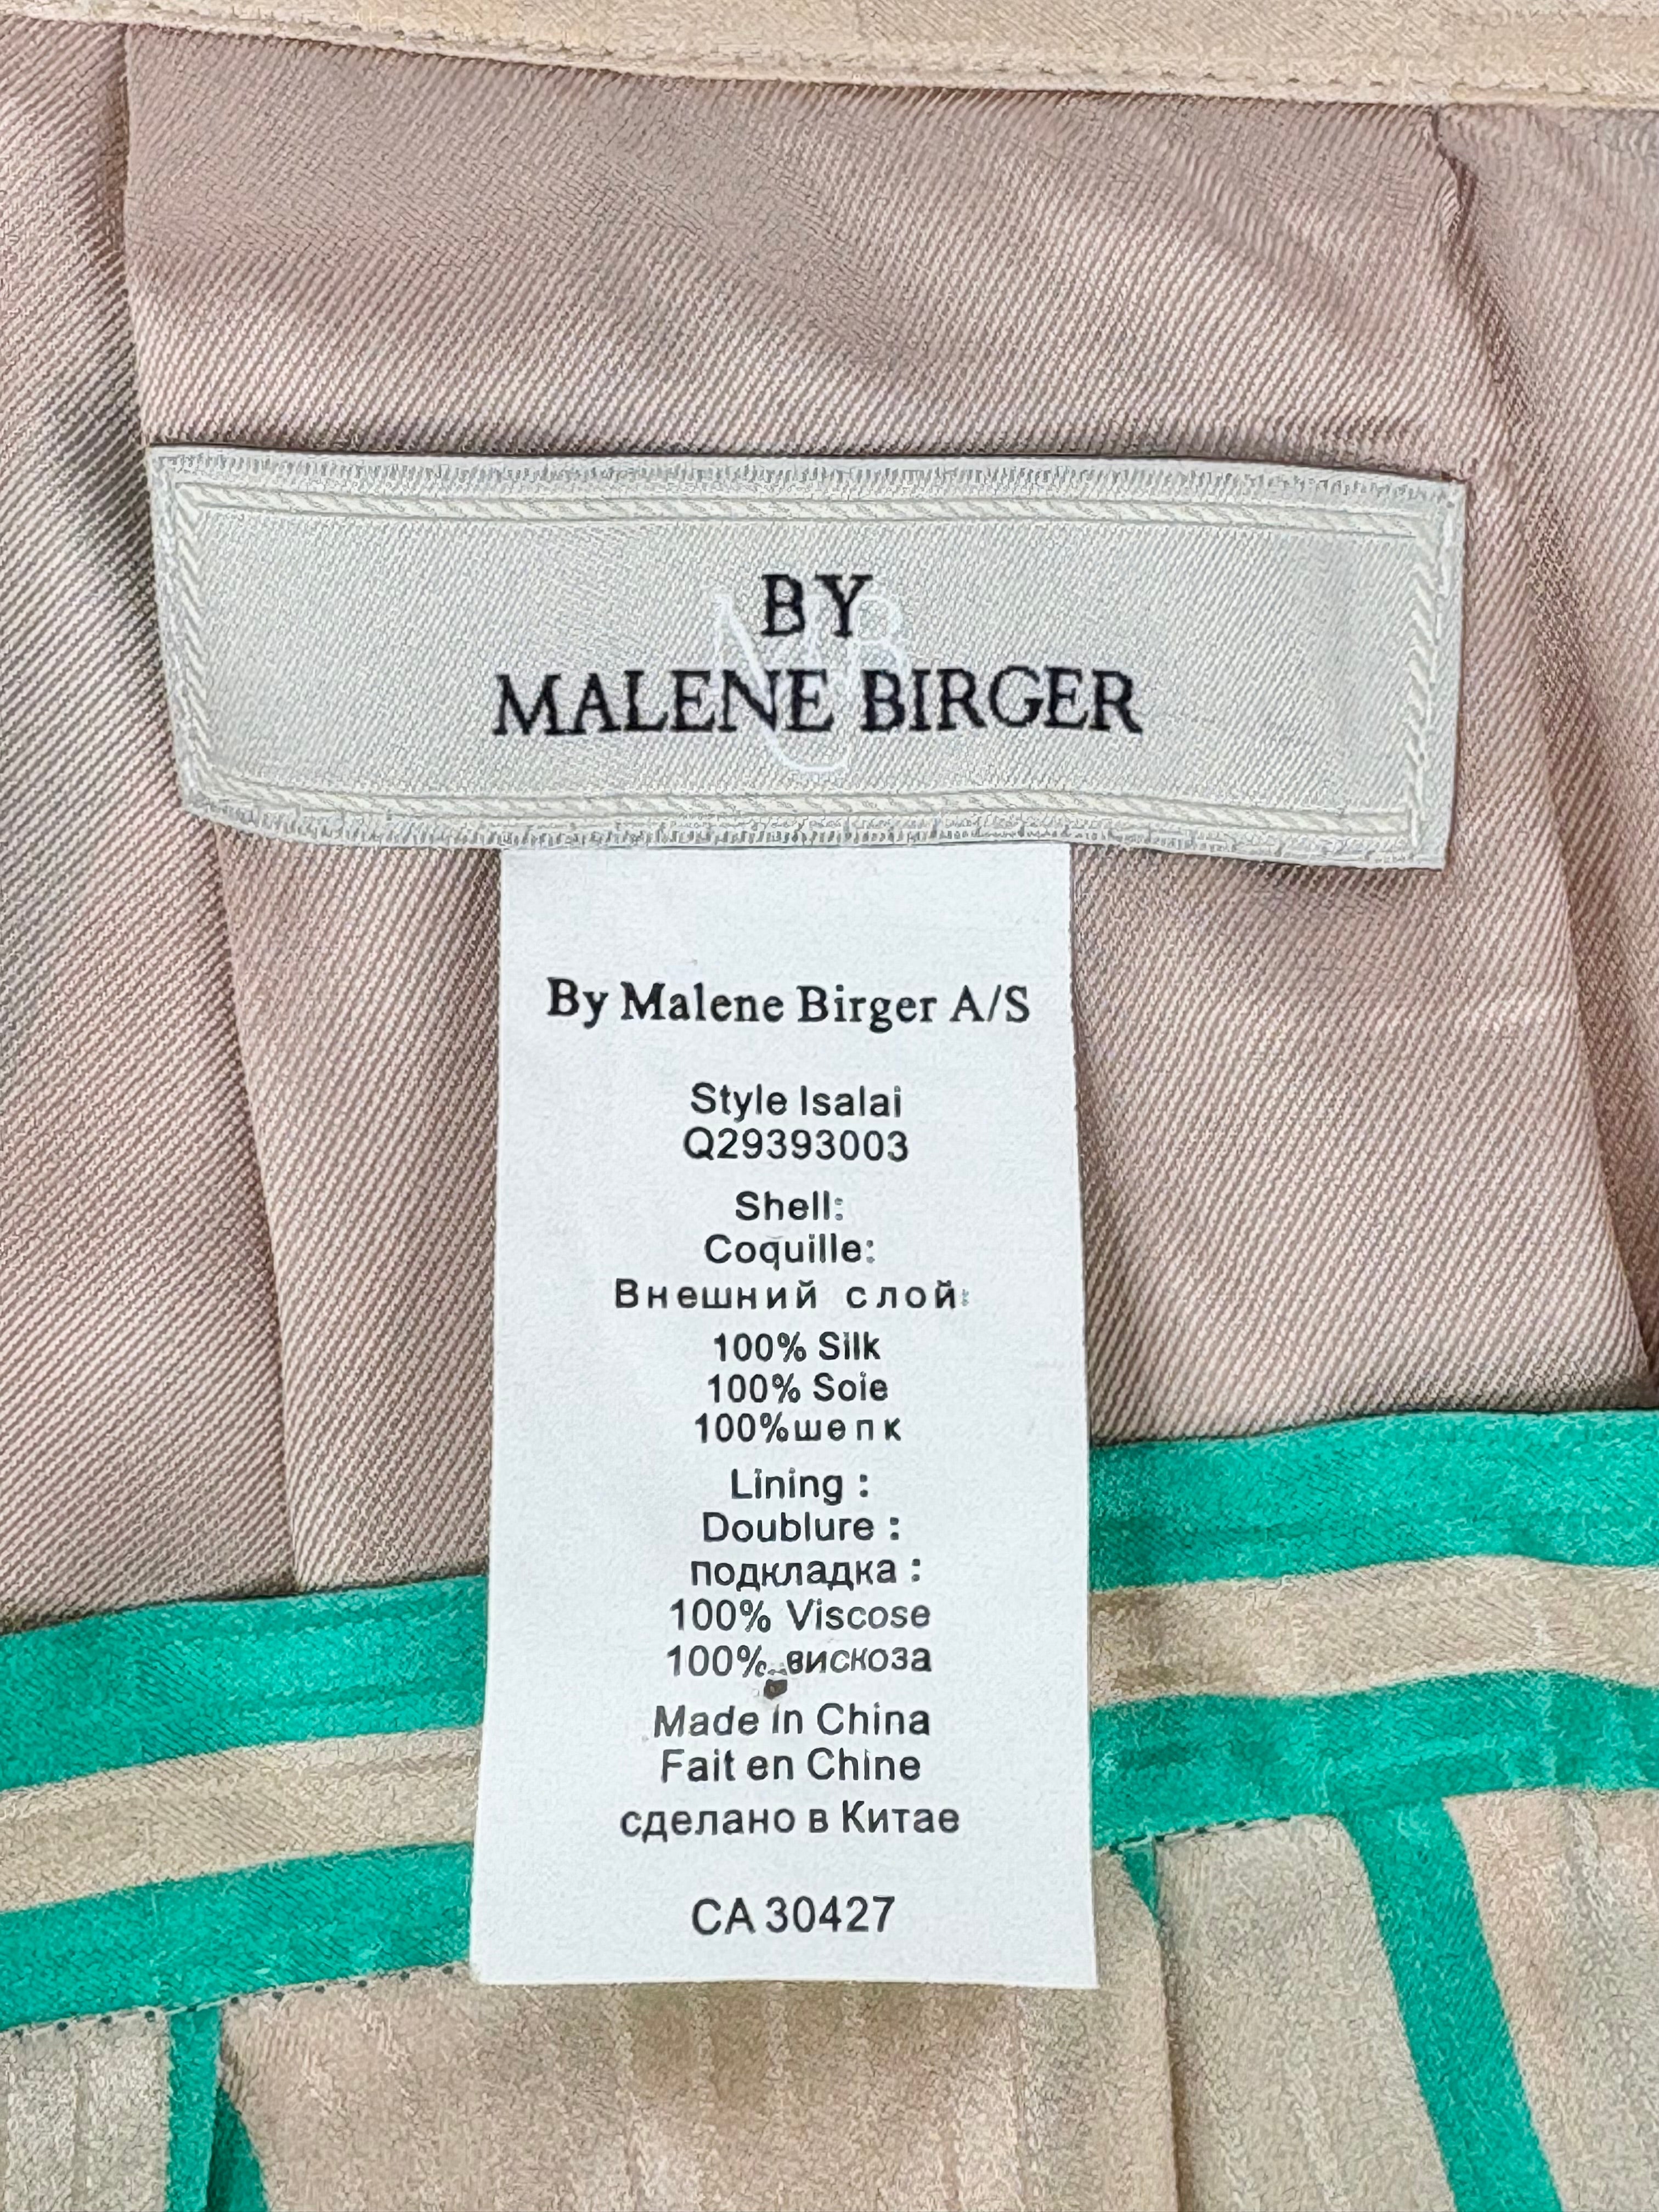 BY
MALENE BIRGER
By Malene Birger A/S
Style Isalai
Q29393003
Shell:
Coquille:
Внешний слой:
100% Silk
100% Soie
100%шепк
Lining :
Doublure :
подкладка :
100% Viscose
100% вискоза
Made in China
Fait en Chine
сделано в Китае
CA 30427